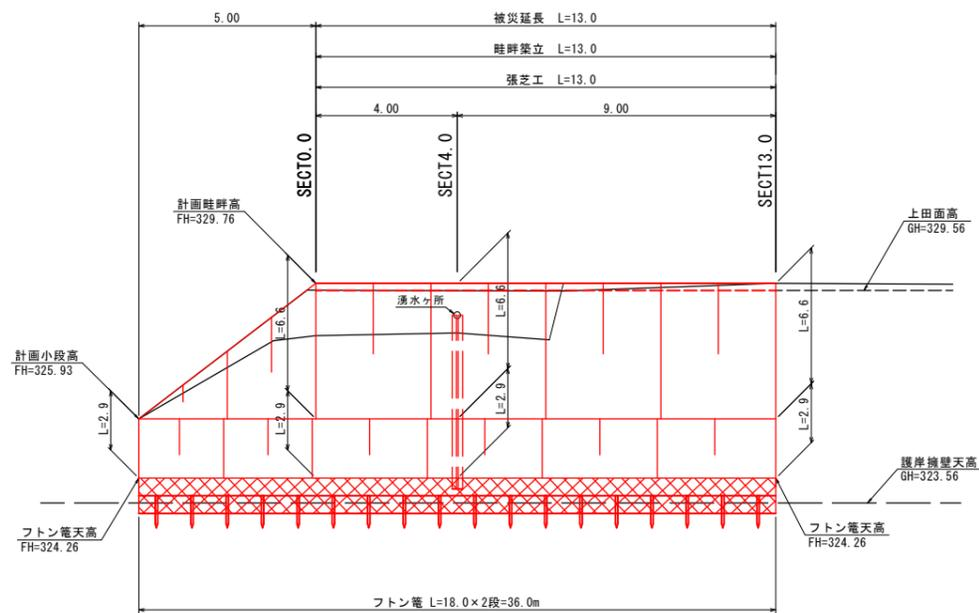 5.00
被災延長 L=13.0
畦畔築立 L=13.0
張芝工 L=13.0
4.00
9.00
SECT0.0
SECT4.0
SECT13.0
計画畦畔高
FH=329.76
上田面高
GH=329.56
湧水ヶ所
L=6.6
L=6.6
L=6.6
計画小段高
FH=325.93
L=2.9
L=2.9
L=2.9
L=2.9
護岸擁壁天高
GH=323.56
フトン篭天高
FH=324.26
フトン篭天高
FH=324.26
フトン篭 L=18.0×2段=36.0m